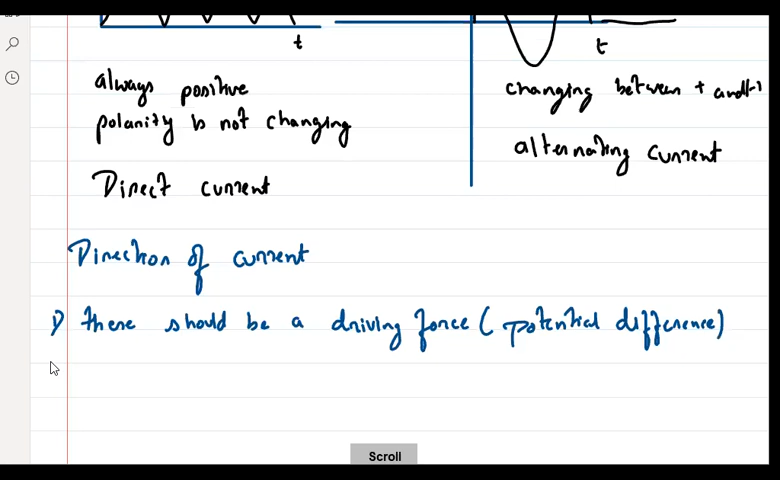 t
t
always positive
polarity is not changing
Direct current
changing between + and(-)
alternating current
Direction of current
1) there should be a driving force (potential difference)
Scroll